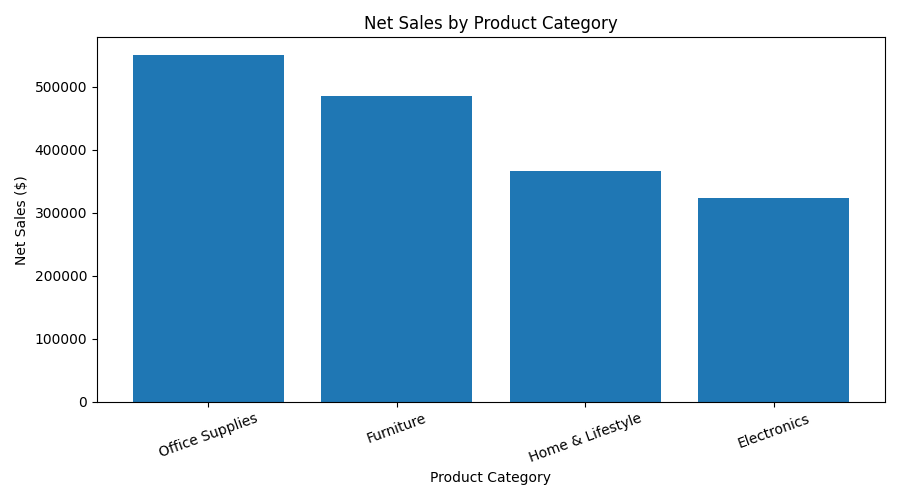 Net Sales by Product Category
Net Sales ($)
500000
400000
300000
200000
100000
0
Office Supplies
Furniture
Home & Lifestyle
Electronics
Product Category